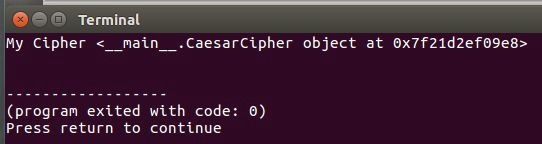 Terminal
My Cipher <__main__.CaesarCipher object at 0x7f21d2ef09e8>
------------------
(program exited with code: 0)
Press return to continue